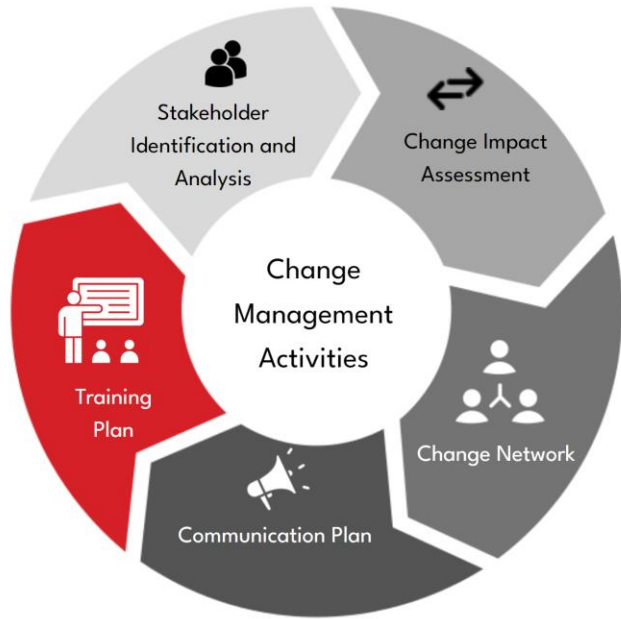 Stakeholder
Identification and
Analysis
Change Impact
Assessment
Change
Management
Activities
Training
Plan
Change Network
Communication Plan